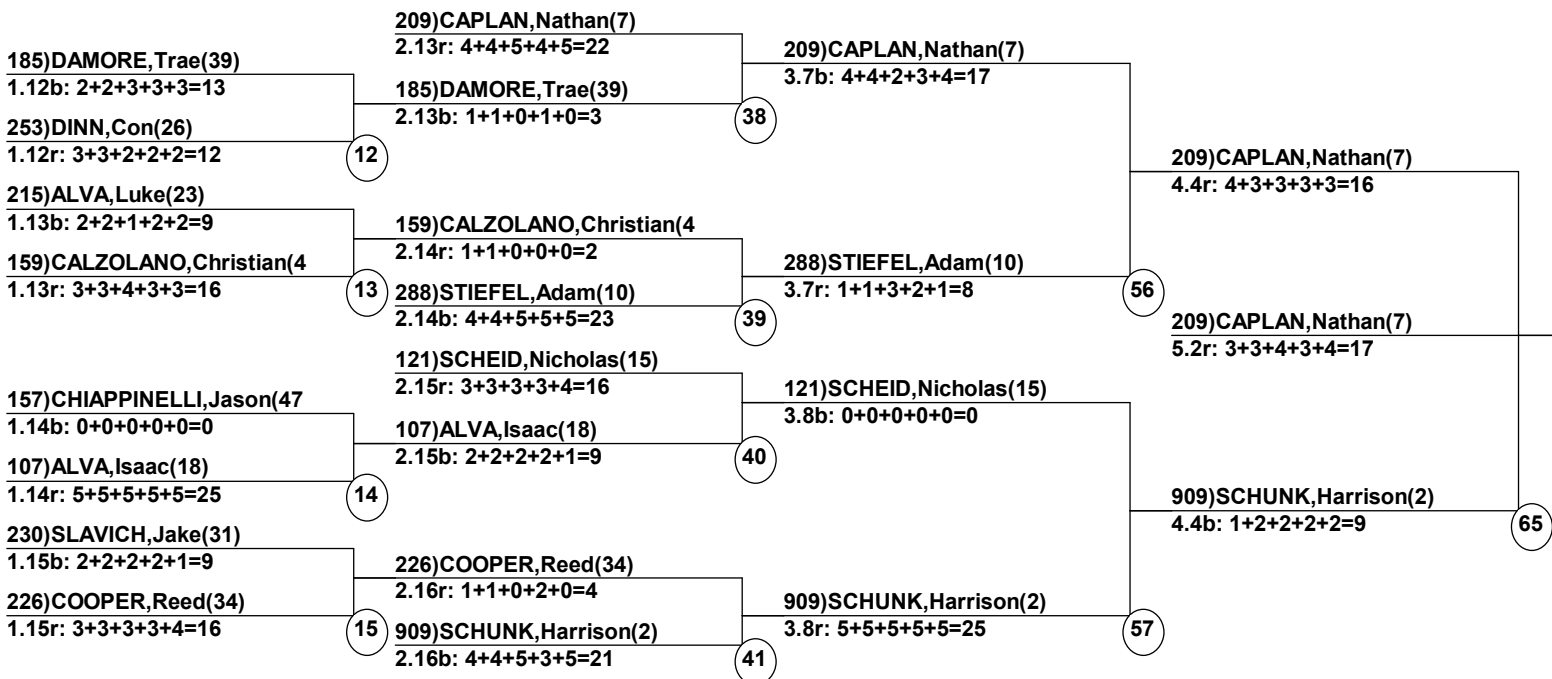 185)DAMORE,Trae(39)
1.12b: 2+2+3+3+3=13
253)DINN,Con(26)
1.12r: 3+3+2+2+2=12
12
215)ALVA,Luke(23)
1.13b: 2+2+1+2+2=9
159)CALZOLANO,Christian(4
1.13r: 3+3+4+3+3=16
13
157)CHIAPPINELLI,Jason(47
1.14b: 0+0+0+0+0=0
107)ALVA,Isaac(18)
1.14r: 5+5+5+5+5=25
14
230)SLAVICH,Jake(31)
1.15b: 2+2+2+2+1=9
226)COOPER,Reed(34)
1.15r: 3+3+3+3+4=16
15
209)CAPLAN,Nathan(7)
2.13r: 4+4+5+4+5=22
185)DAMORE,Trae(39)
2.13b: 1+1+0+1+0=3
38
159)CALZOLANO,Christian(4
2.14r: 1+1+0+0+0=2
288)STIEFEL,Adam(10)
2.14b: 4+4+5+5+5=23
39
121)SCHEID,Nicholas(15)
2.15r: 3+3+3+3+4=16
107)ALVA,Isaac(18)
2.15b: 2+2+2+2+1=9
40
226)COOPER,Reed(34)
2.16r: 1+1+0+2+0=4
909)SCHUNK,Harrison(2)
2.16b: 4+4+5+3+5=21
41
209)CAPLAN,Nathan(7)
3.7b: 4+4+2+3+4=17
288)STIEFEL,Adam(10)
3.7r: 1+1+3+2+1=8
56
121)SCHEID,Nicholas(15)
3.8b: 0+0+0+0+0=0
909)SCHUNK,Harrison(2)
3.8r: 5+5+5+5+5=25
57
209)CAPLAN,Nathan(7)
4.4r: 4+3+3+3+3=16
209)CAPLAN,Nathan(7)
5.2r: 3+3+4+3+4=17
909)SCHUNK,Harrison(2)
4.4b: 1+2+2+2+2=9
65